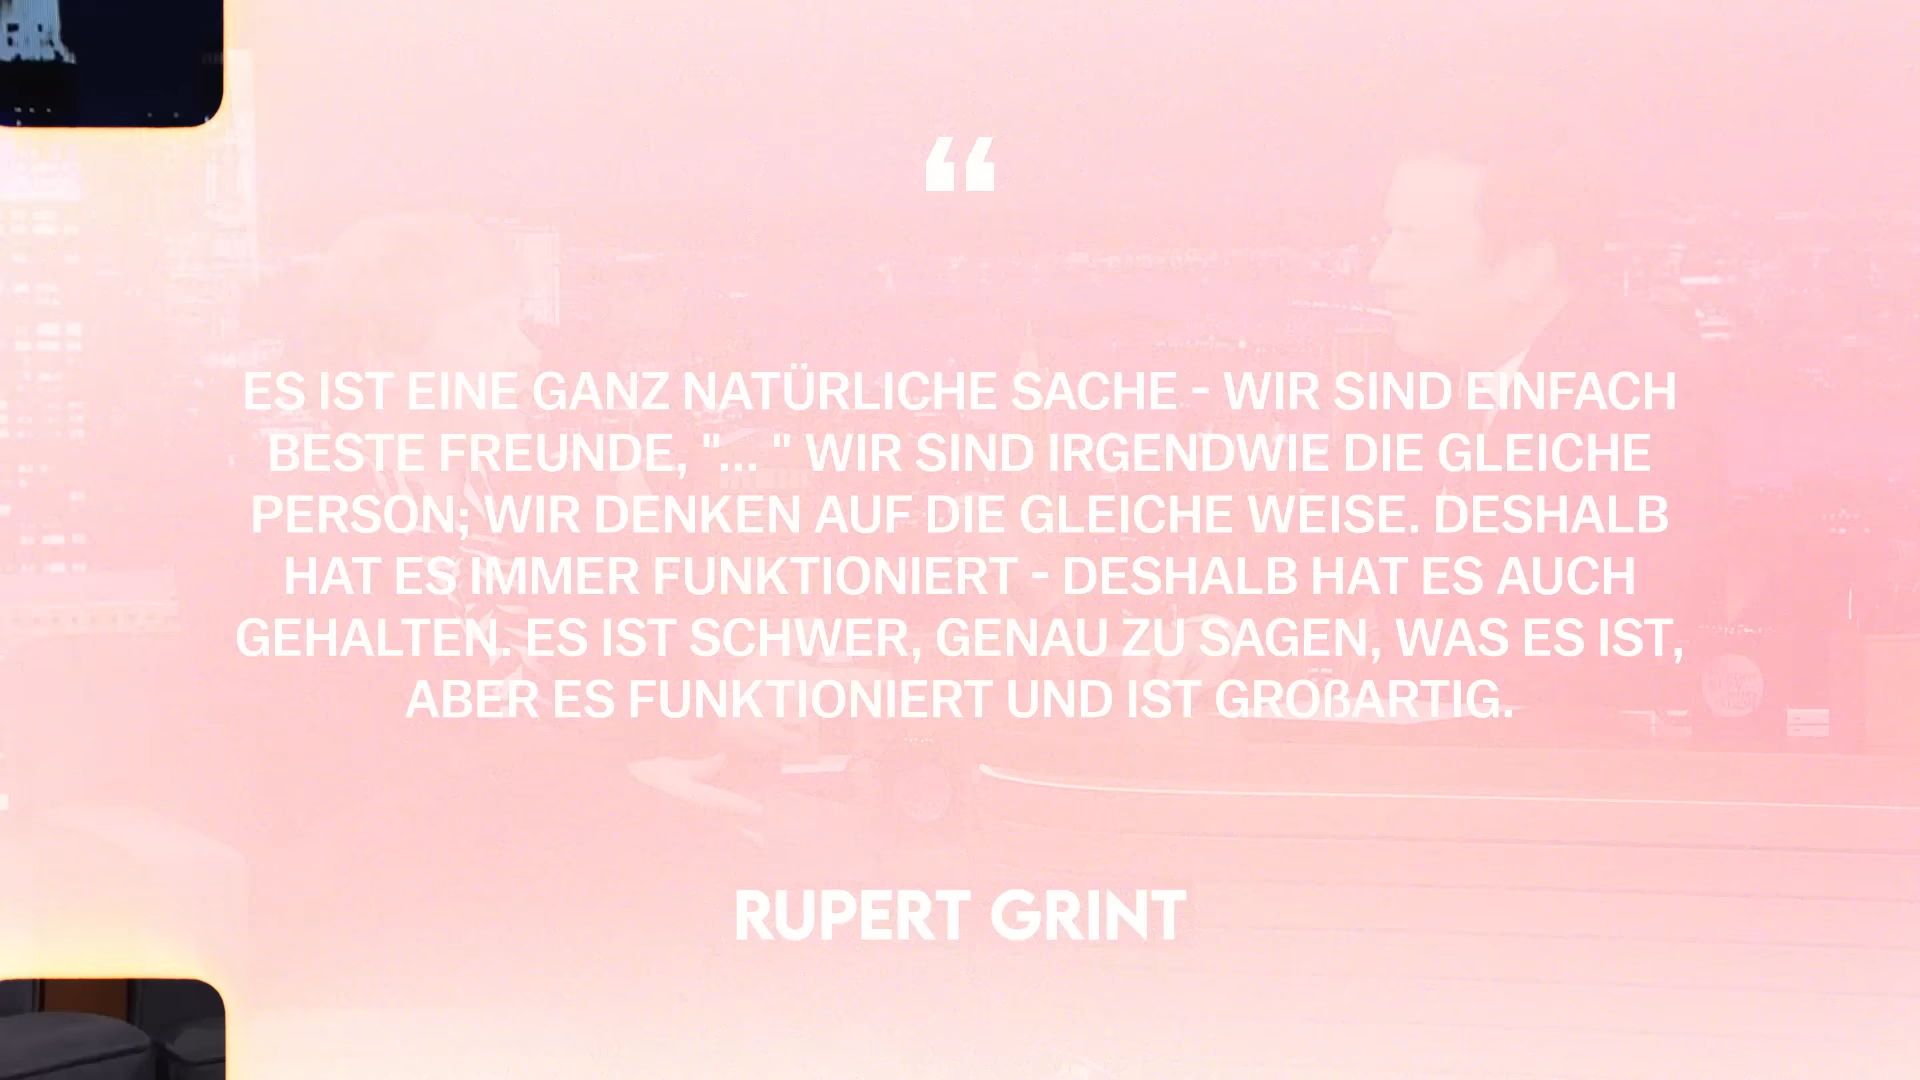 “
ES IST EINE GANZ NATÜRLICHE SACHE - WIR SIND EINFACH
BESTE FREUNDE, "... " WIR SIND IRGENDWIE DIE GLEICHE
PERSON; WIR DENKEN AUF DIE GLEICHE WEISE. DESHALB
HAT ES IMMER FUNKTIONIERT - DESHALB HAT ES AUCH
GEHALTEN. ES IST SCHWER, GENAU ZU SAGEN, WAS ES IST,
ABER ES FUNKTIONIERT UND IST GROßARTIG.
RUPERT GRINT